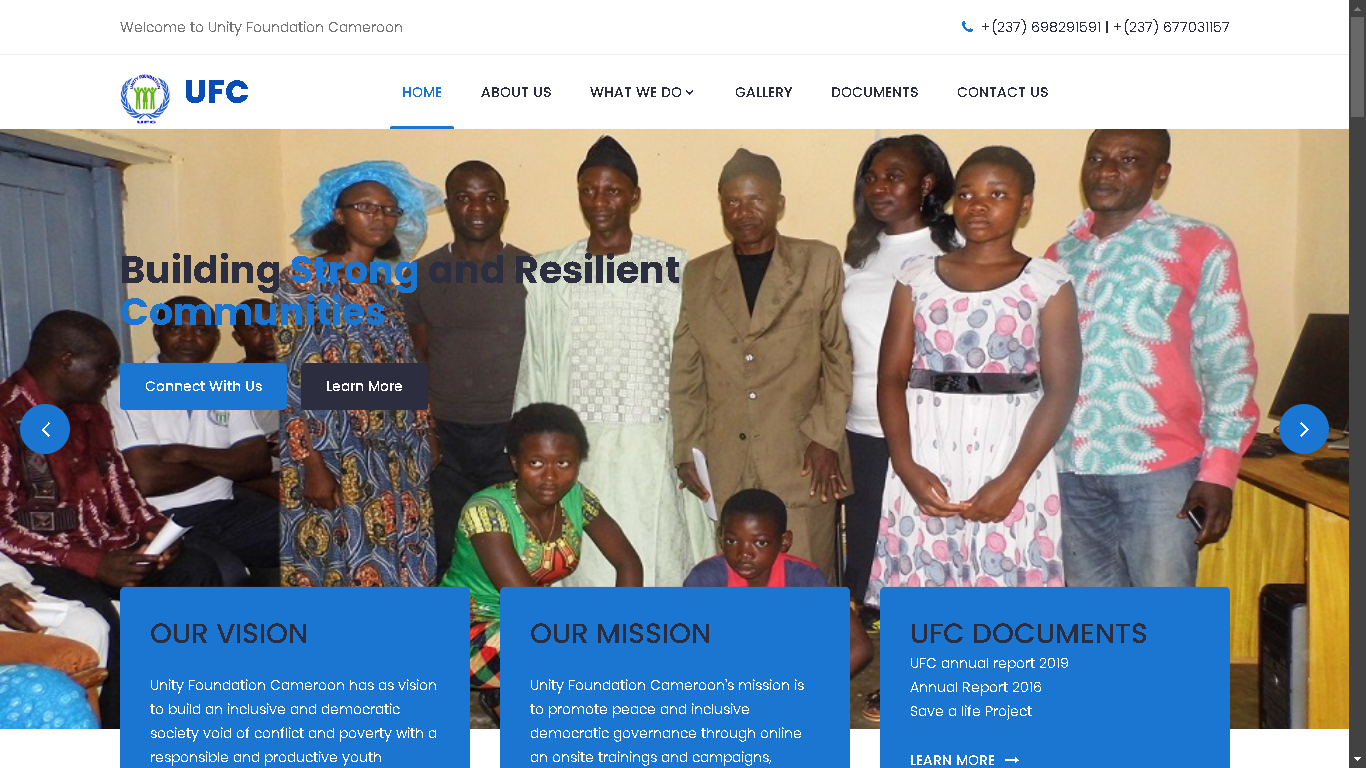 Welcome to Unity Foundation Cameroon
+(237) 698291591 | +(237) 677031157
UNITY FOUNDATION
UFC
UFC
HOME
ABOUT US
WHAT WE DO
GALLERY
DOCUMENTS
CONTACT US
Building Strong and Resilient
Communities
Connect With Us
Learn More
OUR VISION
Unity Foundation Cameroon has as vision
to build an inclusive and democratic
society void of conflict and poverty with a
responsible and productive youth
OUR MISSION
Unity Foundation Cameroon's mission is
to promote peace and inclusive
democratic governance through online
an onsite trainings and campaigns,
UFC DOCUMENTS
UFC annual report 2019
Annual Report 2016
Save a life Project
LEARN MORE